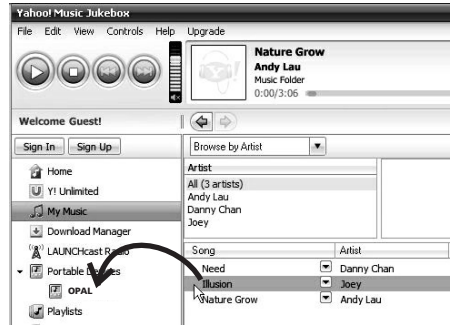 Yahoo! Music Jukebox
File Edit View Controls Help Upgrade
Nature Grow
Andy Lau
Music Folder
0:00/3:06
Welcome Guest!
Sign In Sign Up
Browse by Artist
Home
Y! Unlimited
My Music
Download Manager
LAUNCHcast Radio
Portable Devices
OPAL
Playlists
Artist
All (3 artists)
Andy Lau
Danny Chan
Joey
Song Artist
Need Danny Chan
Illusion Joey
Nature Grow Andy Lau